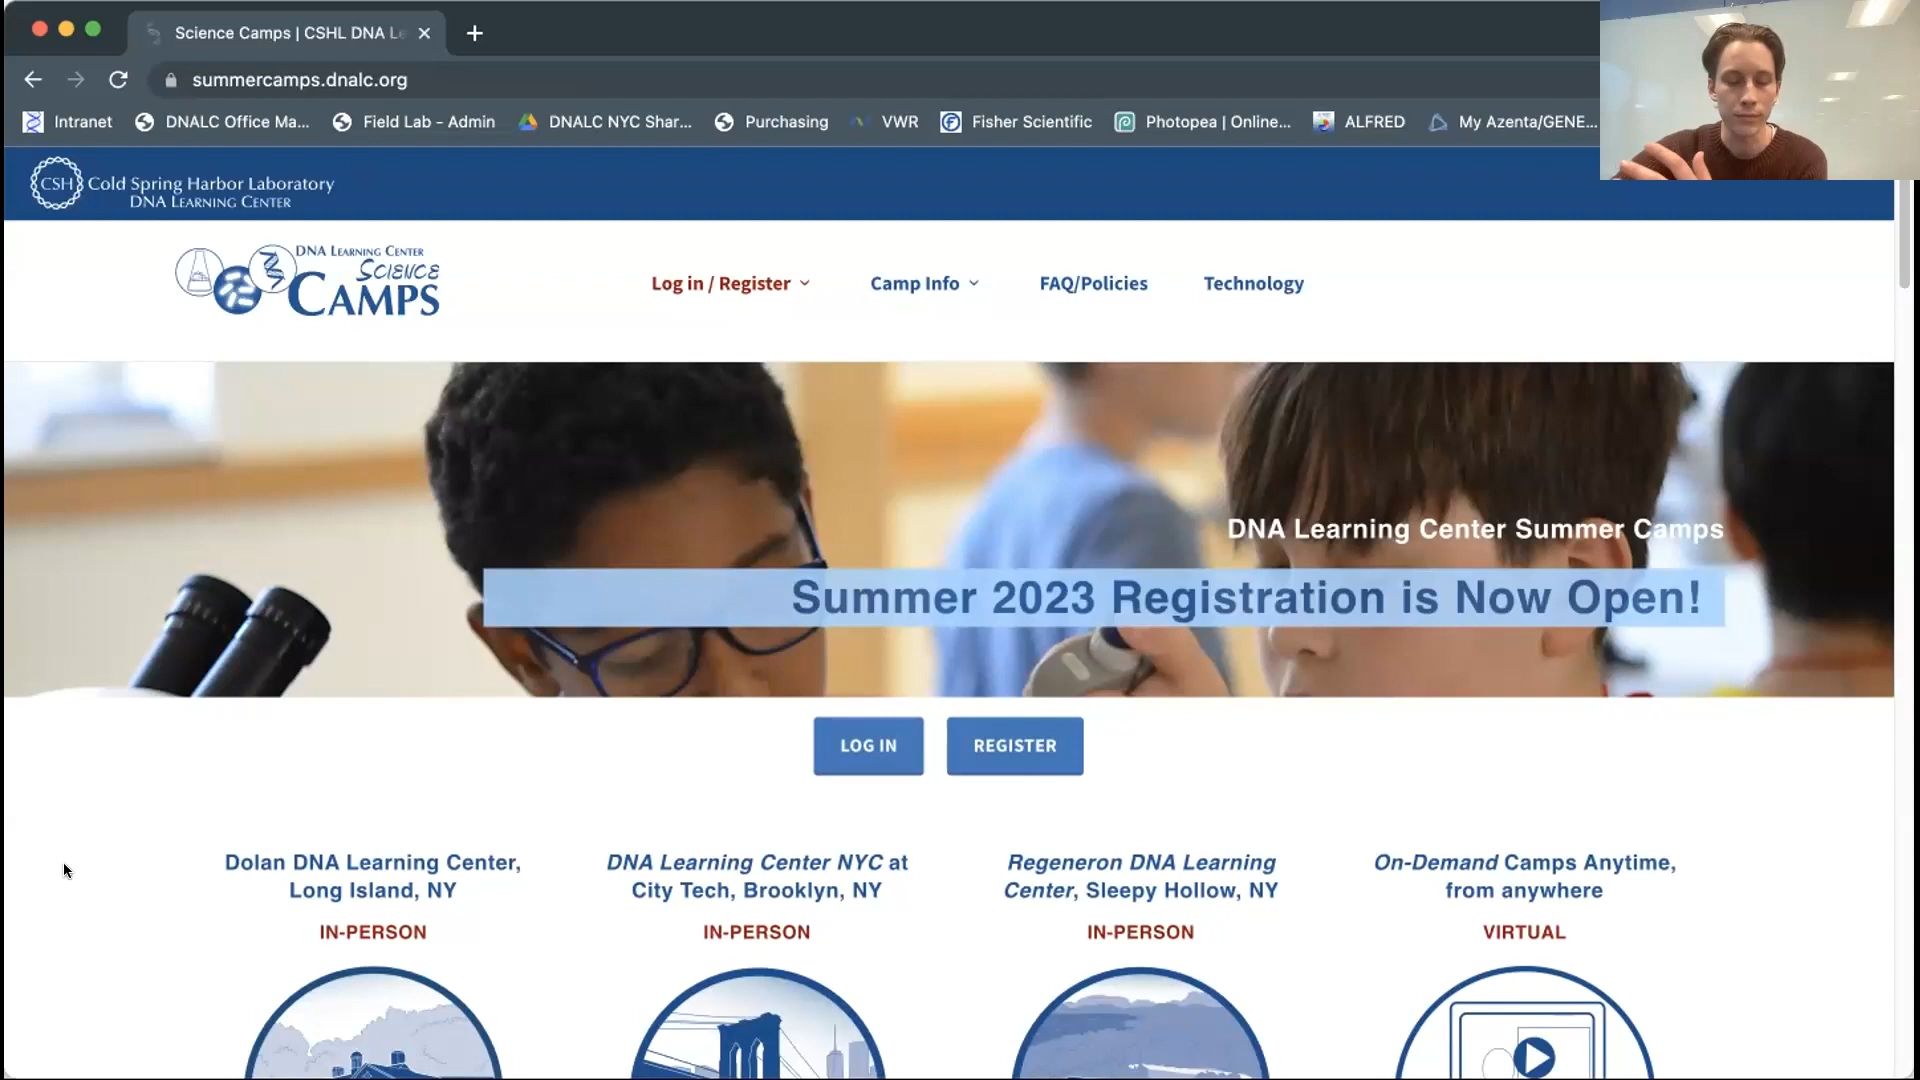 Science Camps | CSHL DNA Le
summercamps.dnalc.org
Intranet
DNALC Office Ma...
Field Lab - Admin
DNALC NYC Shar...
Purchasing
VWR
Fisher Scientific
Photopea | Online...
ALFRED
My Azenta/GENE...
CSH
Cold Spring Harbor Laboratory
DNA LEARNING CENTER
DNA LEARNING CENTER
SCIENCE
CAMPS
Log in / Register
Camp Info
FAQ/Policies
Technology
DNA Learning Center Summer Camps
Summer 2023 Registration is Now Open!
LOG IN
REGISTER
Dolan DNA Learning Center,
Long Island, NY
IN-PERSON
DNA Learning Center NYC at
City Tech, Brooklyn, NY
IN-PERSON
Regeneron DNA Learning
Center, Sleepy Hollow, NY
IN-PERSON
On-Demand Camps Anytime,
from anywhere
VIRTUAL